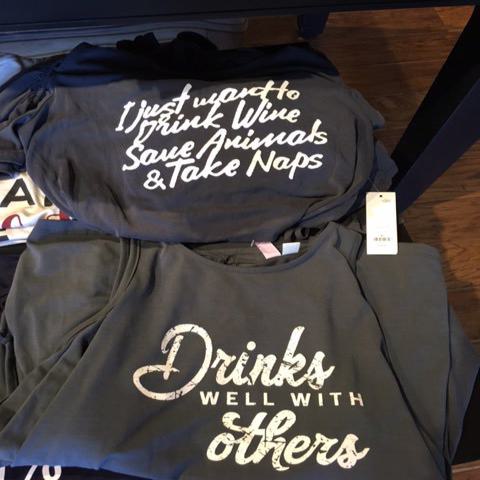 I just want to
Drink Wine
Save Animals
& Take Naps
Drinks
WELL WITH
others
%